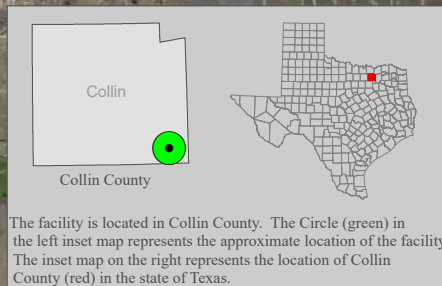 Collin
Collin County
The facility is located in Collin County. The Circle (green) in
the left inset map represents the approximate location of the facility
The inset map on the right represents the location of Collin
County (red) in the state of Texas.